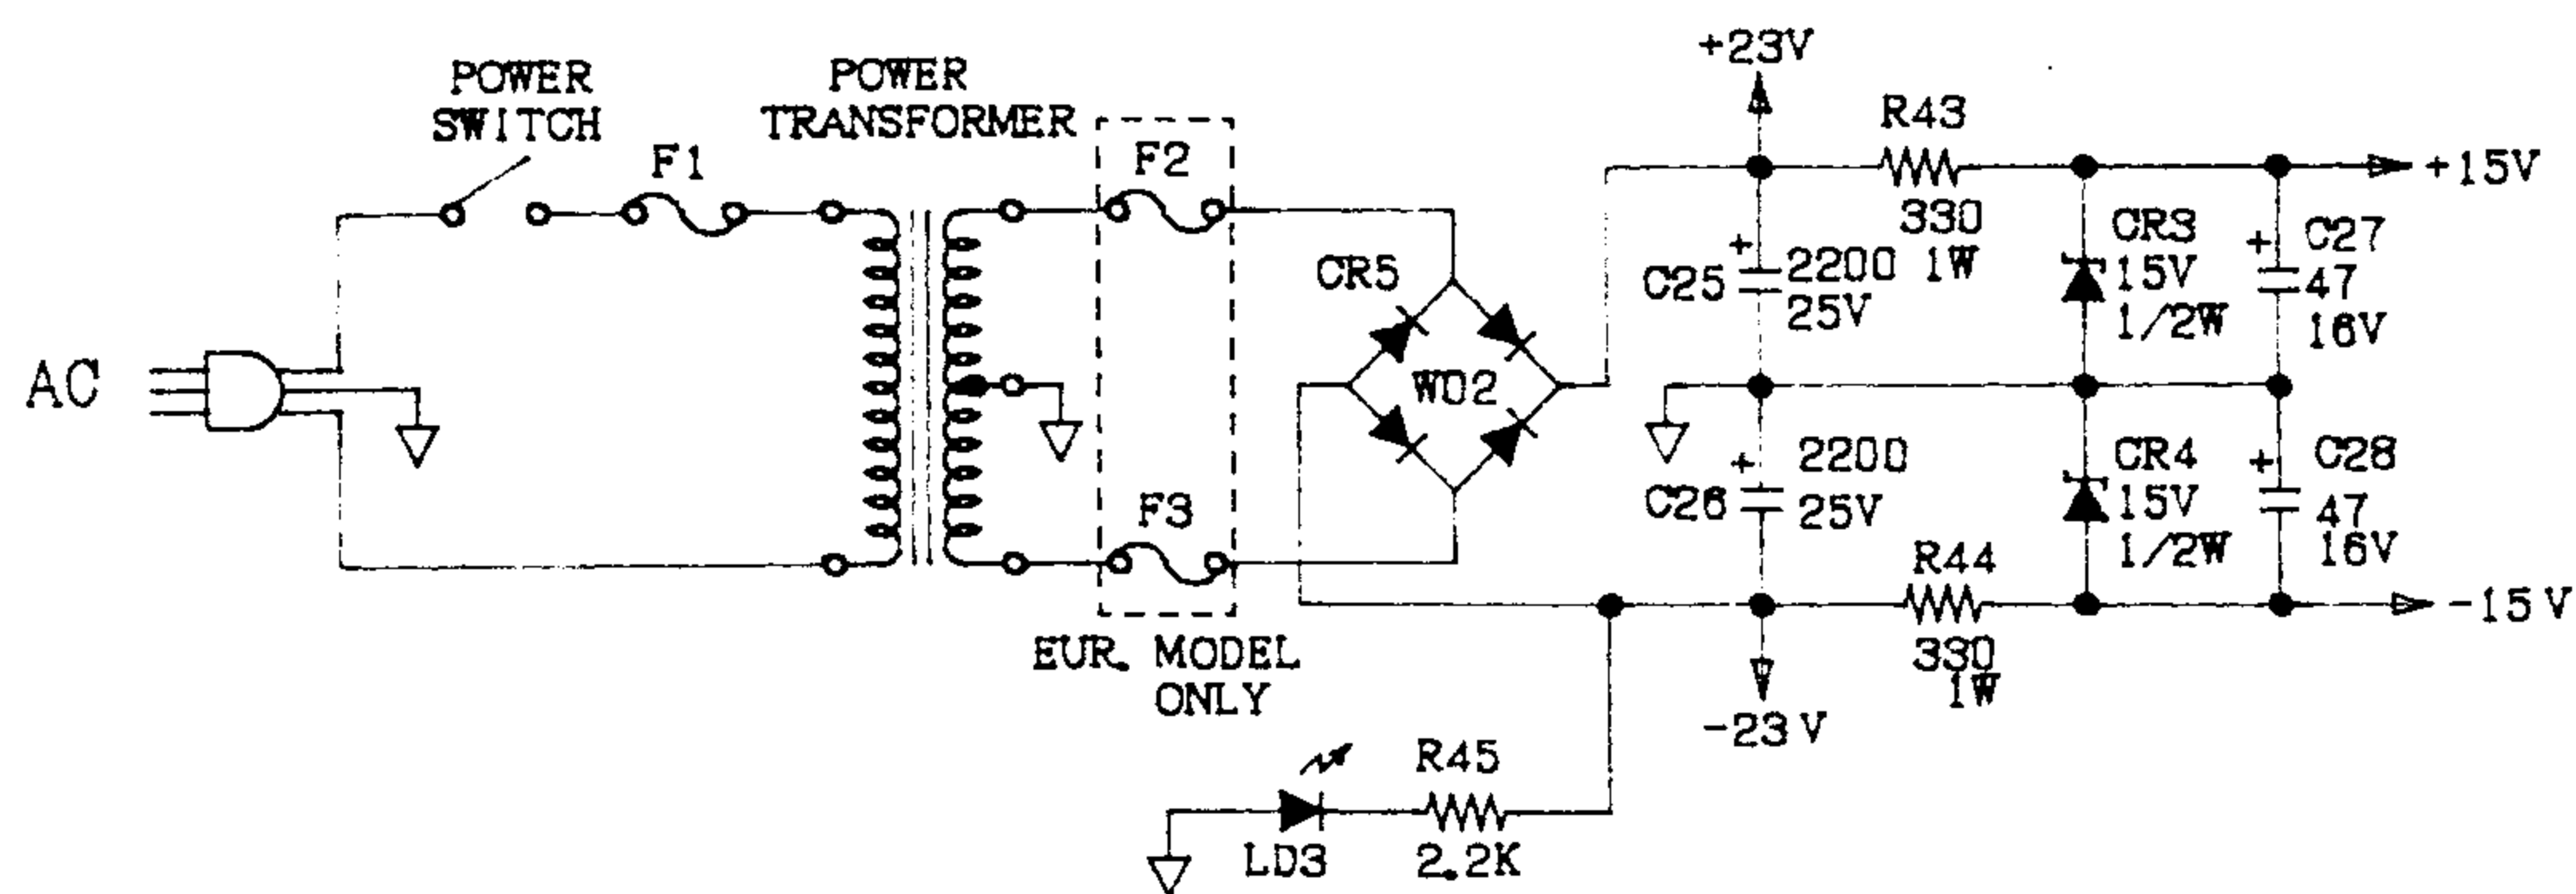 +23V
POWER
SWITCH
POWER
TRANSFORMER
F1
F2
R43
330
1W
+15V
CR5
W02
C25
2200
25V
CR3
15V
1/2W
C27
47
16V
AC
F3
C26
2200
25V
CR4
15V
1/2W
C28
47
16V
R44
330
1W
-15V
EUR. MODEL
ONLY
-23V
LD3
R45
2.2K